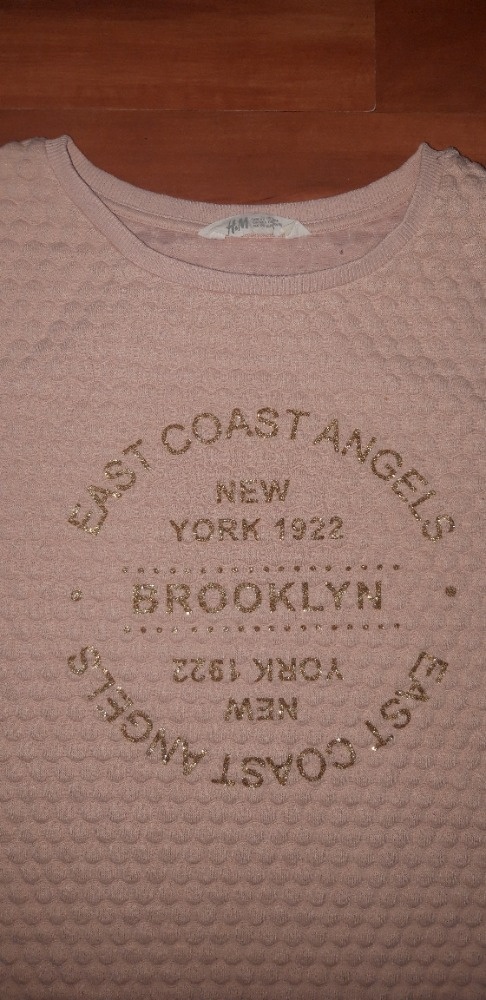 H&M
EAST COAST ANGELS
NEW
YORK 1922
BROOKLYN
YORK 1922
NEW
EAST COAST ANGELS